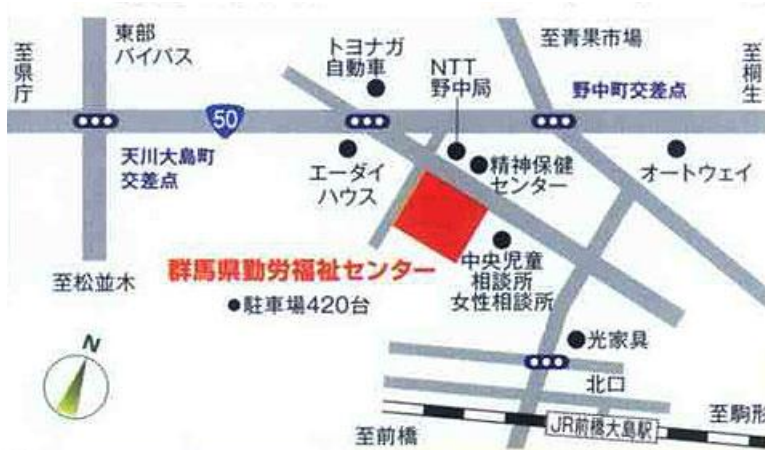 至県庁
東部
バイパス
トヨナガ
自動車
NTT
野中局
至青果市場
野中町交差点
至桐生
50
天川大島町
交差点
エーダイ
ハウス
精神保健
センター
オートウェイ
群馬県勤労福祉センター
●駐車場420台
中央児童
相談所
女性相談所
至松並木
N
光家具
北口
至駒形
JR前橋大島駅
至前橋